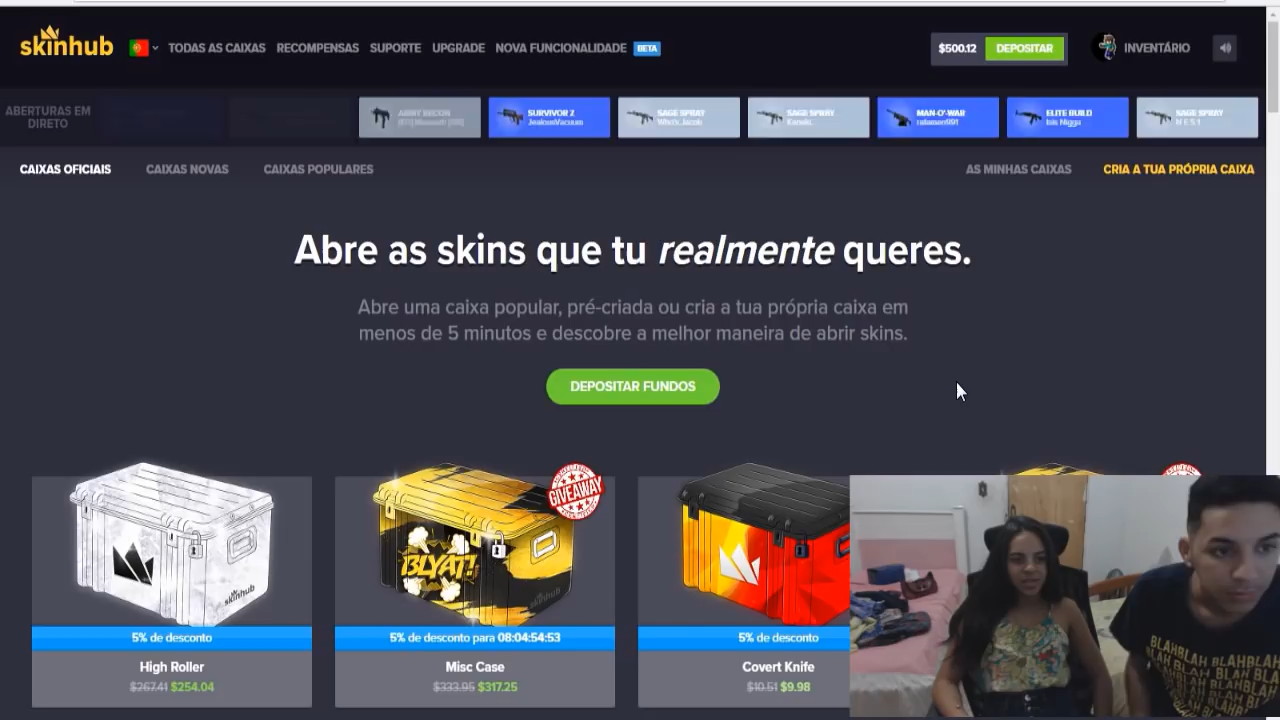 skinhub
TODAS AS CAIXAS RECOMPENSAS SUPORTE UPGRADE NOVA FUNCIONALIDADE BETA
$500.12 DEPOSITAR INVENTÁRIO
ABERTURAS EM
DIRETO
SURVIVOR Z
JealousVacuum
SAGE SPRAY
SAGE SPRAY
MAN-O'-WAR
ELITE BUILD
SAGE SPRAY
CAIXAS OFICIAIS CAIXAS NOVAS CAIXAS POPULARES AS MINHAS CAIXAS CRIA A TUA PRÓPRIA CAIXA
Abre as skins que tu realmente queres.
Abre uma caixa popular, pré-criada ou cria a tua própria caixa em
menos de 5 minutos e descobre a melhor maneira de abrir skins.
DEPOSITAR FUNDOS
GIVEAWAY
BLYAT!
skinhub
5% de desconto
5% de desconto para 08:04:54:53
5% de desconto
High Roller
Misc Case
Covert Knife
$267.41 $254.04
$333.95 $317.25
$10.51 $9.98
BLAHBLAH BLAHBLAH